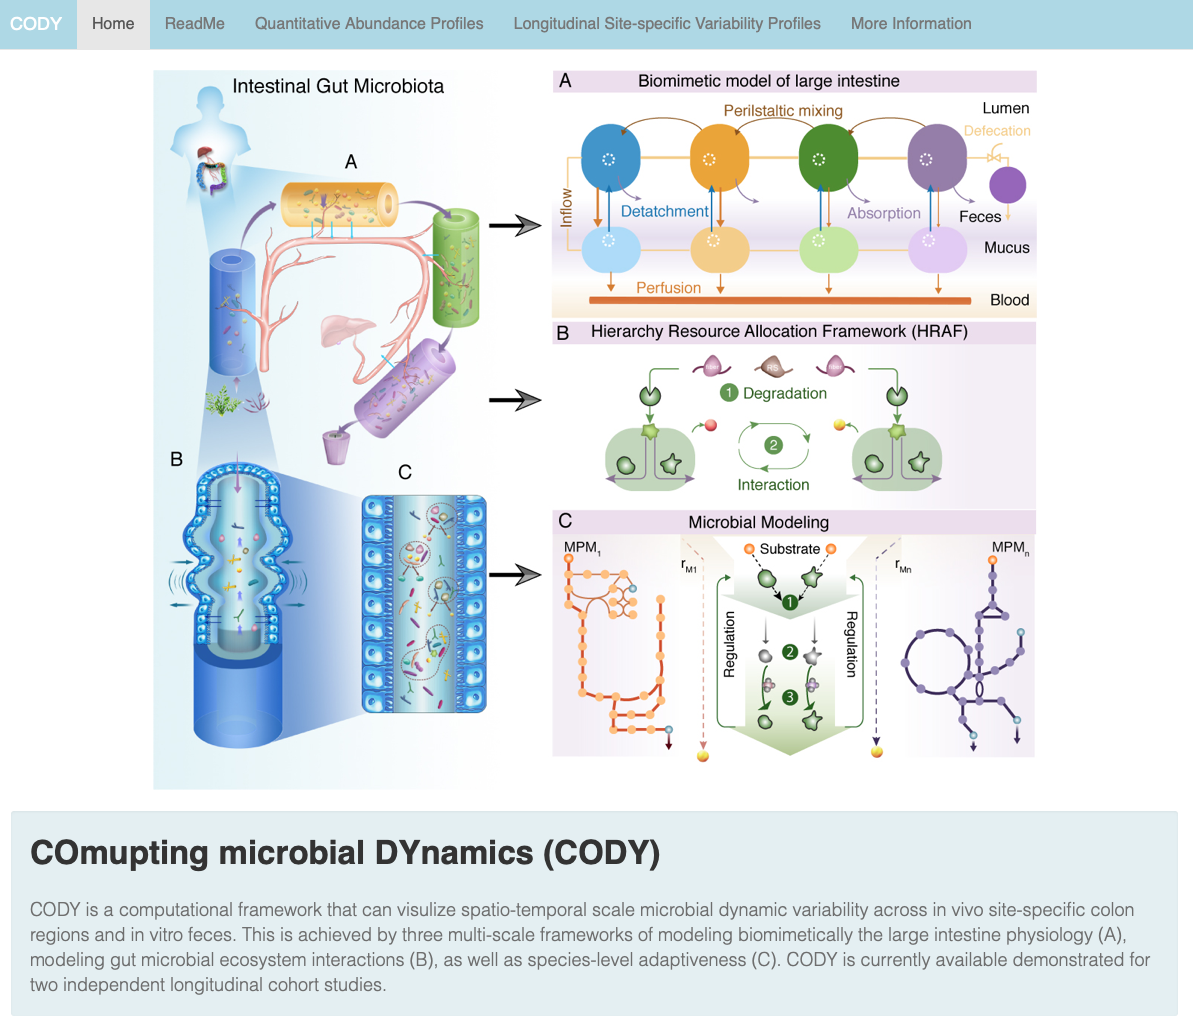 CODY Home ReadMe Quantitative Abundance Profiles Longitudinal Site-specific Variability Profiles More Information
Intestinal Gut Microbiota
A
B
C
A Biomimetic model of large intestine
Perilstaltic mixing
Lumen
Defecation
Inflow
Detatchment
Absorption
Feces
Mucus
Perfusion
Blood
B Hierarchy Resource Allocation Framework (HRAF)
RS
1 Degradation
2
Interaction
C Microbial Modeling
MPM1
rM1
Substrate
rMn
MPMn
1
Regulation
Regulation
2
3
COmupting microbial DYnamics (CODY)
CODY is a computational framework that can visulize spatio-temporal scale microbial dynamic variability across in vivo site-specific colon
regions and in vitro feces. This is achieved by three multi-scale frameworks of modeling biomimetically the large intestine physiology (A),
modeling gut microbial ecosystem interactions (B), as well as species-level adaptiveness (C). CODY is currently available demonstrated for
two independent longitudinal cohort studies.